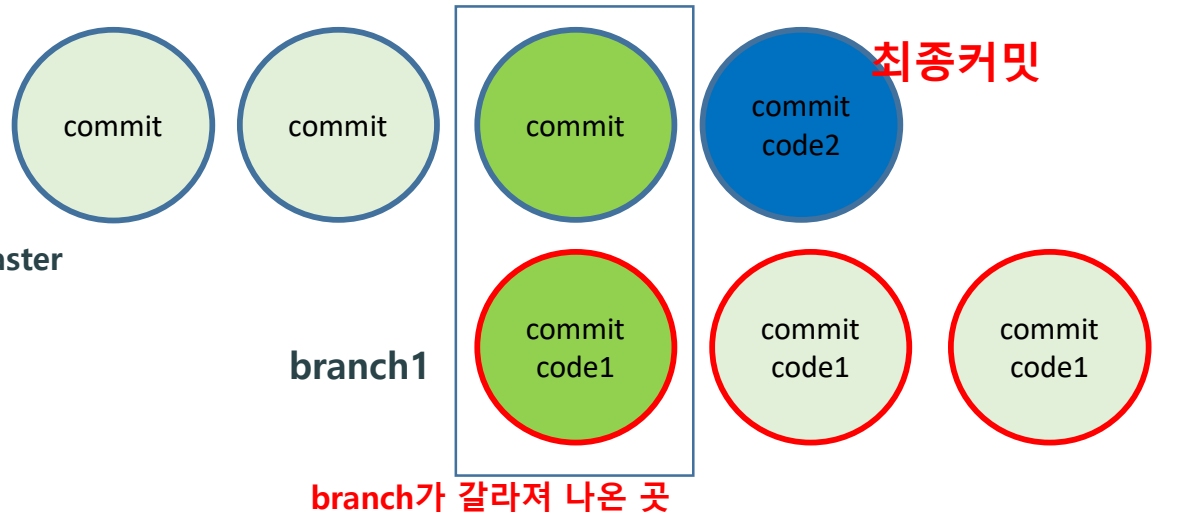 최종커밋
commit
commit
commit
commit
code2
aster
branch1
commit
code1
commit
code1
commit
code1
branch가 갈라져 나온 곳